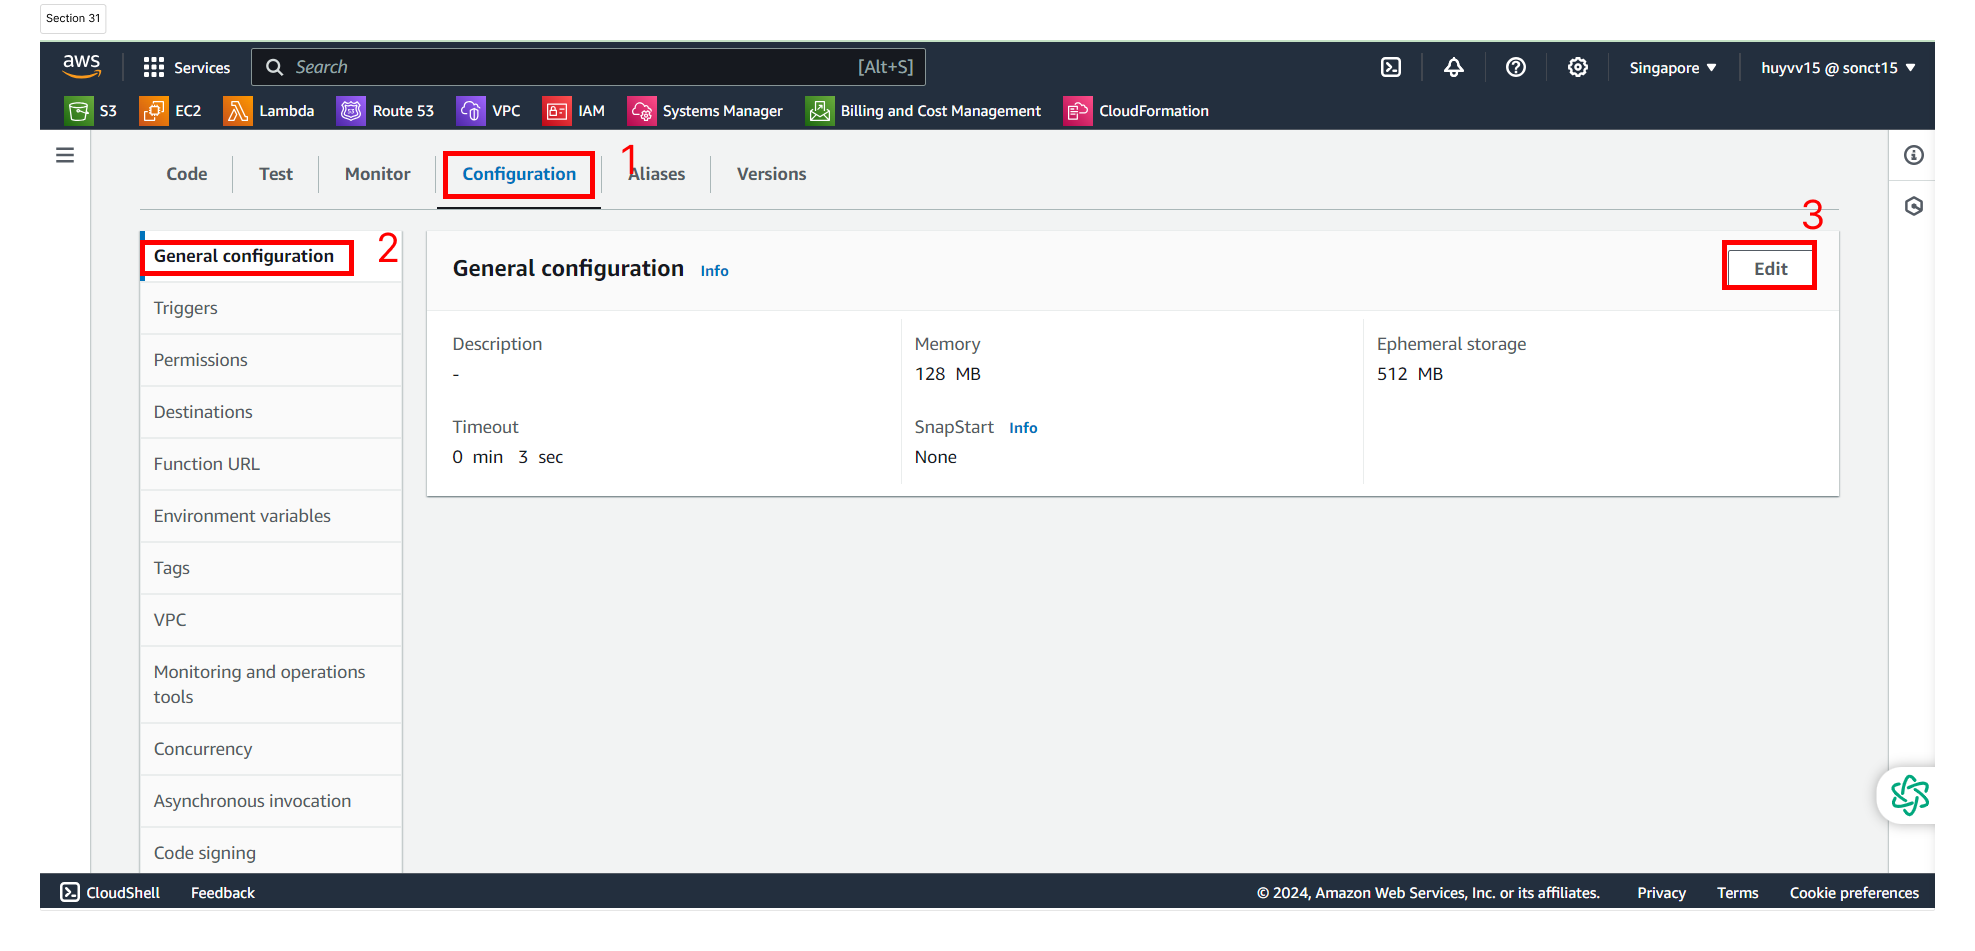 Section 31
aws Services Search [Alt+S] Singapore ▼ huyvv15 @ sonct15 ▼
S3 EC2 Lambda Route 53 VPC IAM Systems Manager Billing and Cost Management CloudFormation
Code Test Monitor Configuration 1 Aliases Versions
General configuration 2
Triggers
Permissions
Destinations
Function URL
Environment variables
Tags
VPC
Monitoring and operations
tools
Concurrency
Asynchronous invocation
Code signing
3
General configuration Info Edit
Description
-
Memory
128 MB
Ephemeral storage
512 MB
Timeout
0 min 3 sec
SnapStart Info
None
CloudShell Feedback © 2024, Amazon Web Services, Inc. or its affiliates. Privacy Terms Cookie preferences